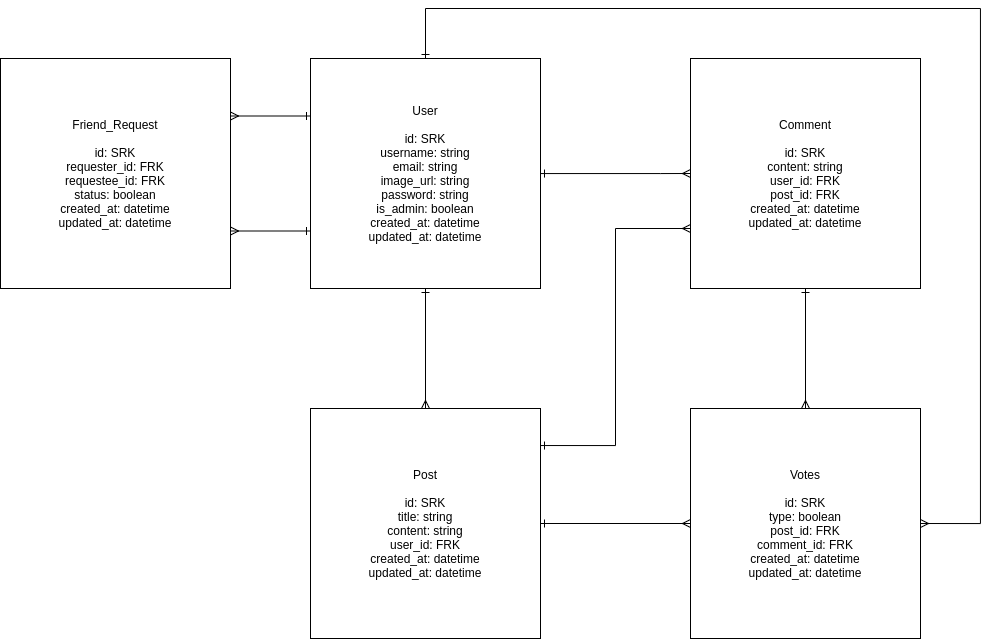 Friend_Request
id: SRK
requester_id: FRK
requestee_id: FRK
status: boolean
created_at: datetime
updated_at: datetime
User
id: SRK
username: string
email: string
image_url: string
password: string
is_admin: boolean
created_at: datetime
updated_at: datetime
Comment
id: SRK
content: string
user_id: FRK
post_id: FRK
created_at: datetime
updated_at: datetime
Post
id: SRK
title: string
content: string
user_id: FRK
created_at: datetime
updated_at: datetime
Votes
id: SRK
type: boolean
post_id: FRK
comment_id: FRK
created_at: datetime
updated_at: datetime